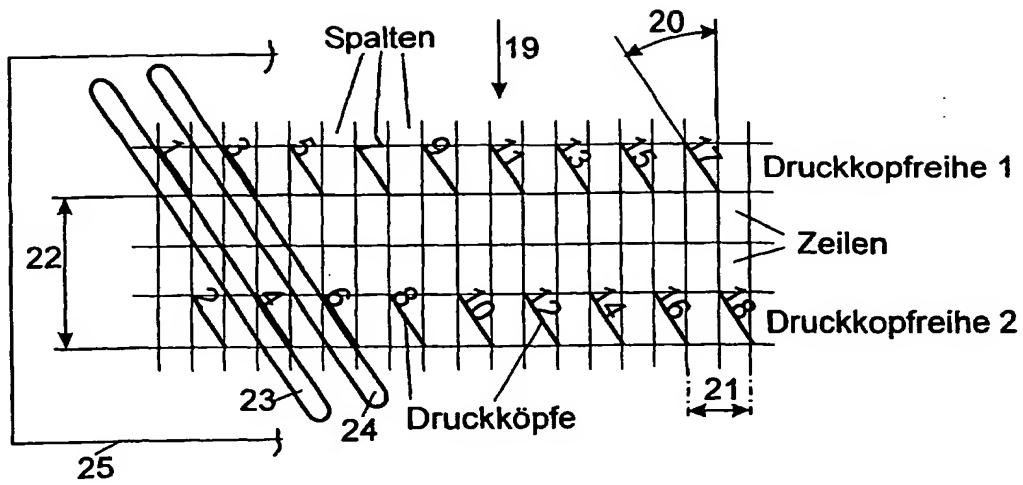 Spalten
19
20
1 3 5 7 9 11 13 15 17
Druckkopfreihe 1
22
Zeilen
2 4 6 8 10 12 14 16 18
Druckkopfreihe 2
23
24
Druckköpfe
21
25